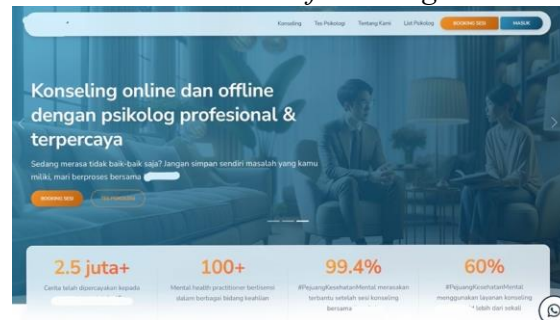 Konseling Tes Psikologi Tentang Kami List Psikolog BOOKING SESI MASUK
Konseling online dan offline
dengan psikolog profesional &
terpercaya
Sedang merasa tidak baik-baik saja? Jangan simpan sendiri masalah yang kamu
miliki, mari berproses bersama
BOOKING SESI TES PSIKOLOGI
2.5 juta+ 100+ 99.4% 60%
Cerita telah dipercayakan kepada Mental health practitioner berlisensi #PejuangKesehatanMental merasakan #PejuangKesehatanMental
dalam berbagai bidang keahlian terbantu setelah sesi konseling menggunakan layanan konseling
bersama lebih dari sekali